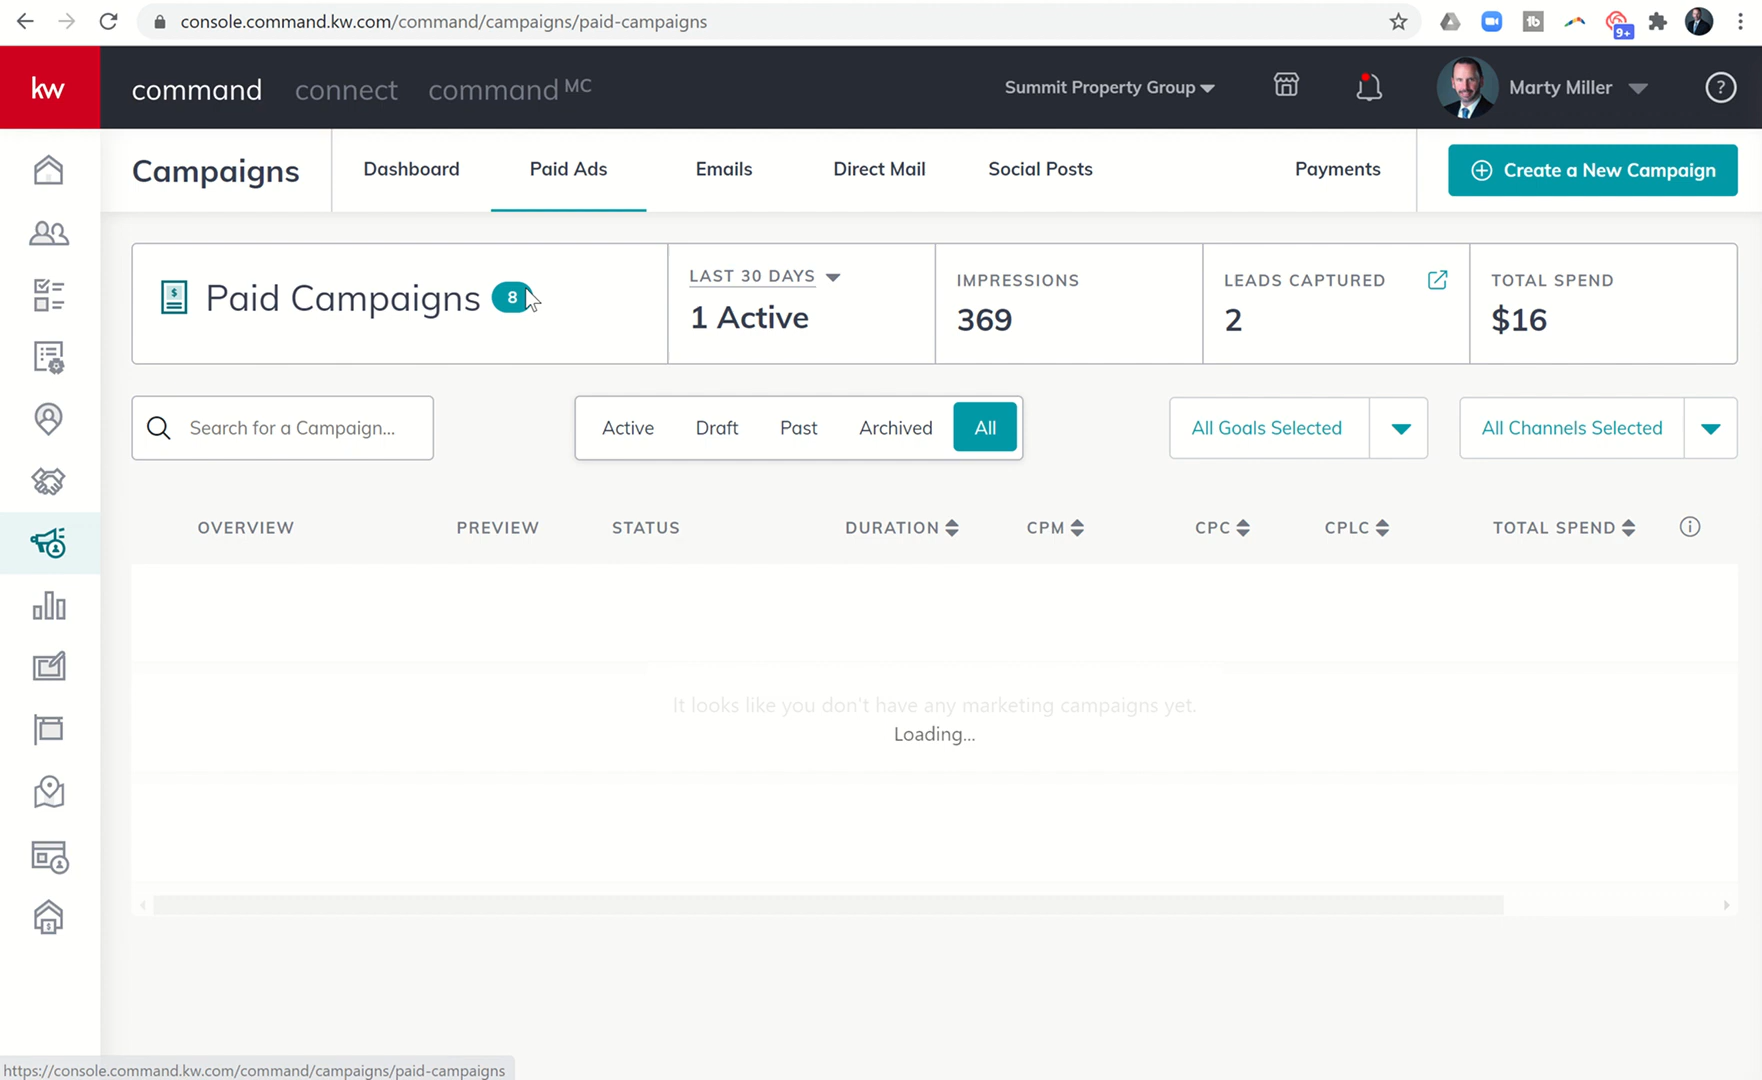 console.command.kw.com/command/campaigns/paid-campaigns
tb
9+
kw
command
connect
command MC
Summit Property Group
Marty Miller
?
Campaigns
Dashboard
Paid Ads
Emails
Direct Mail
Social Posts
Payments
Create a New Campaign
Paid Campaigns 8
LAST 30 DAYS
1 Active
IMPRESSIONS
369
LEADS CAPTURED
2
TOTAL SPEND
$16
Search for a Campaign...
Active
Draft
Past
Archived
All
All Goals Selected
All Channels Selected
OVERVIEW
PREVIEW
STATUS
DURATION
CPM
CPC
CPLC
TOTAL SPEND
It looks like you don't have any marketing campaigns yet.
Loading...
https://console.command.kw.com/command/campaigns/paid-campaigns